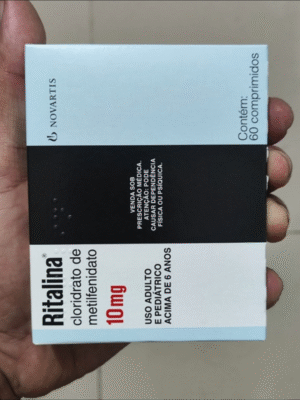 Ritalina®
cloridrato de
metilfenidato
10 mg
USO ADULTO
E PEDIÁTRICO
ACIMA DE 6 ANOS
VENDA SOB
PRESCRIÇÃO MÉDICA.
ATENÇÃO: PODE
CAUSAR DEPENDÊNCIA
FÍSICA OU PSÍQUICA.
NOVARTIS
Contém:
60 comprimidos